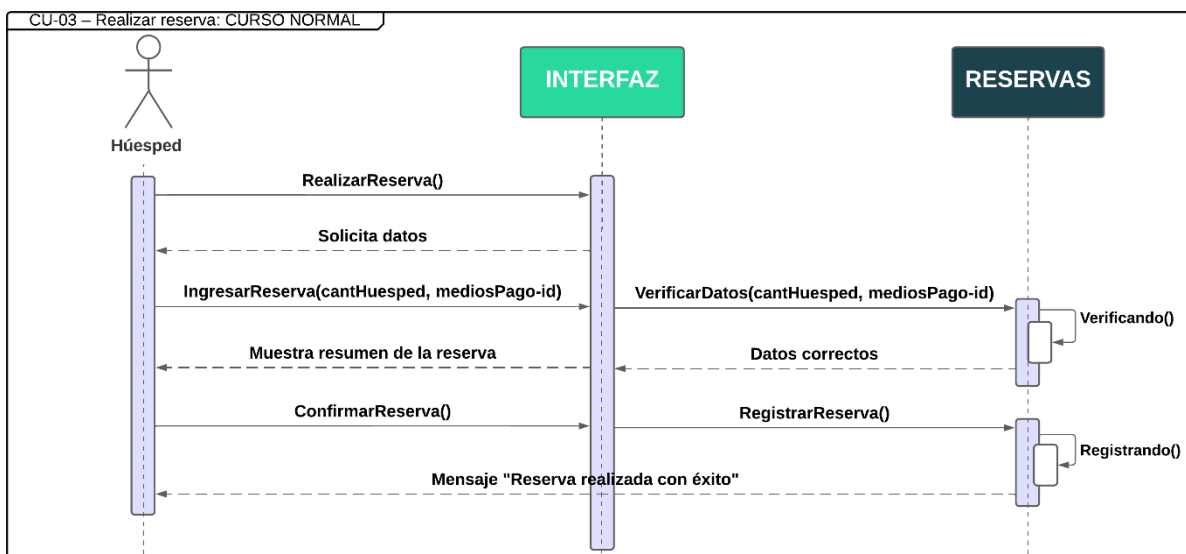 CU-03 – Realizar reserva: CURSO NORMAL
Húesped
INTERFAZ
RESERVAS
RealizarReserva()
Solicita datos
IngresarReserva(cantHuesped, mediosPago-id)
VerificarDatos(cantHuesped, mediosPago-id)
Verificando()
Muestra resumen de la reserva
Datos correctos
ConfirmarReserva()
RegistrarReserva()
Registrando()
Mensaje "Reserva realizada con éxito"